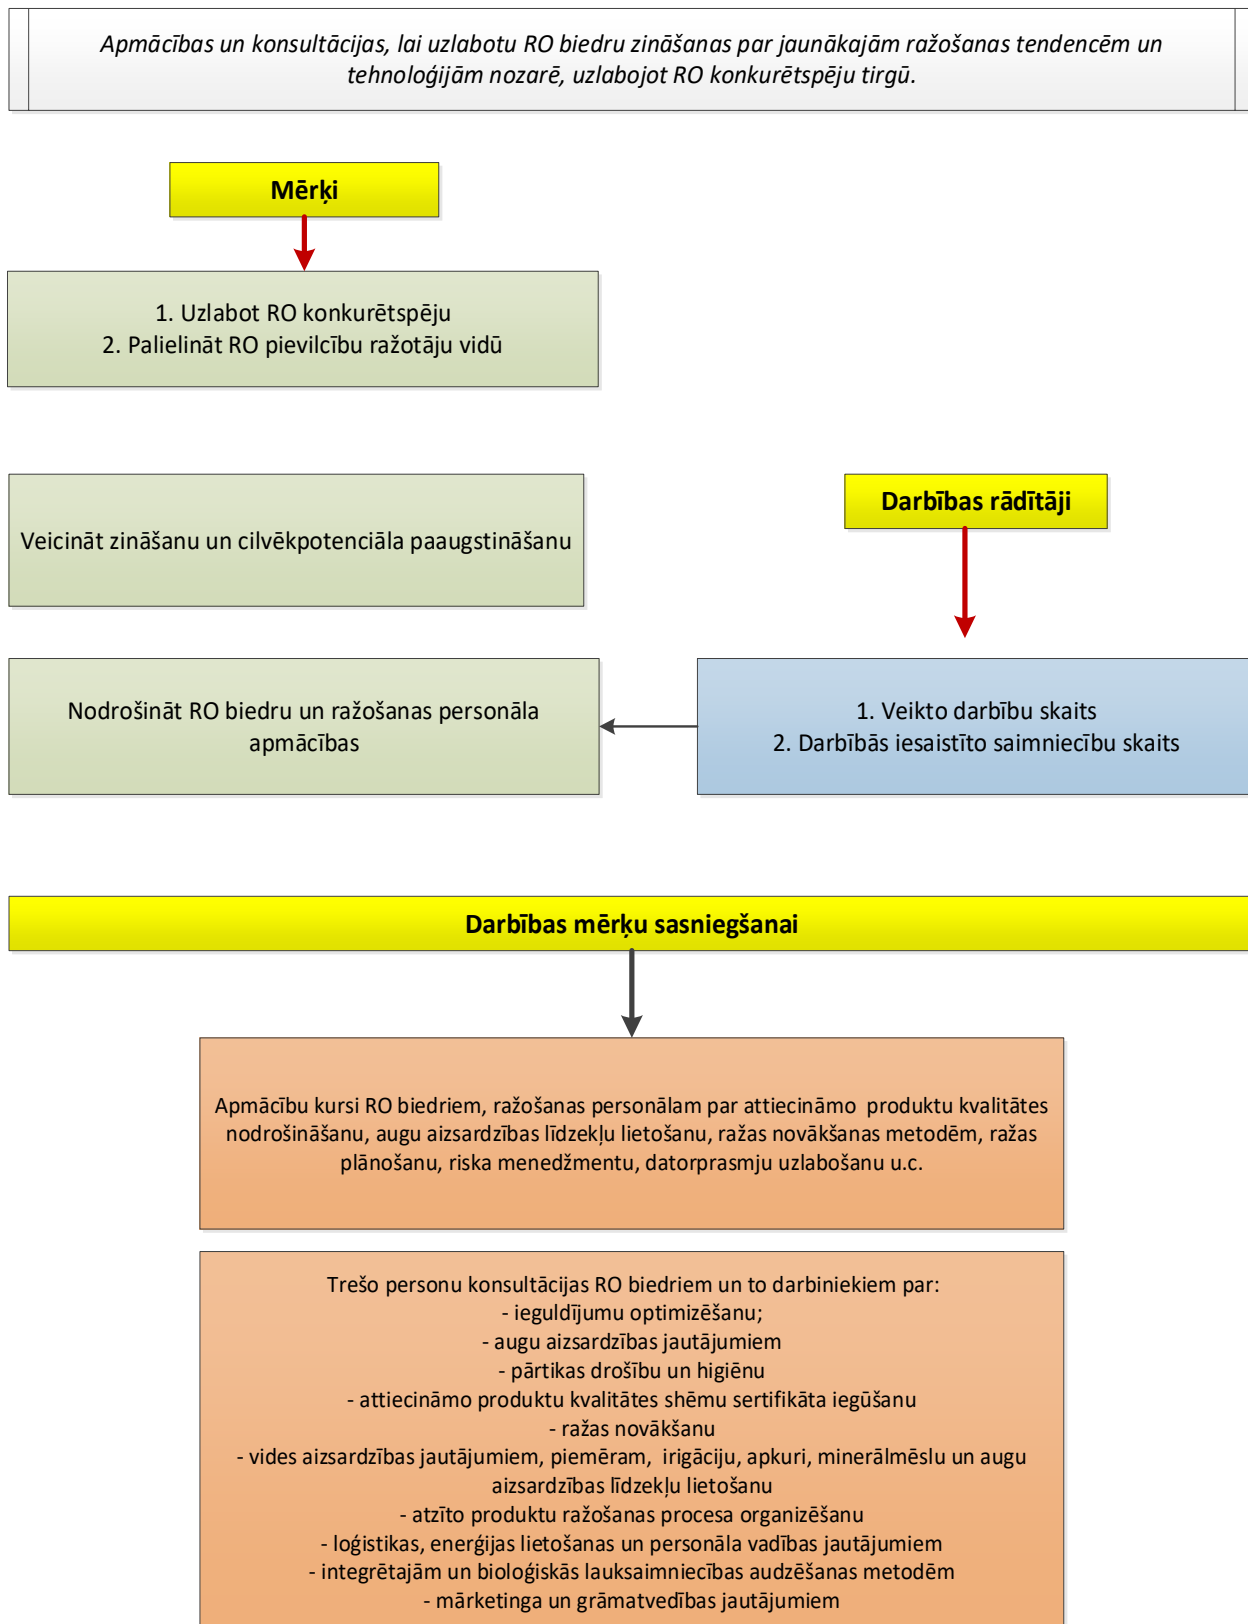 Apmācības un konsultācijas, lai uzlabotu RO biedru zināšanas par jaunākajām ražošanas tendencēm un
tehnoloģijām nozarē, uzlabojot RO konkurētspēju tirgū.
Mērķi
1. Uzlabot RO konkurētspēju
2. Palielināt RO pievilcību ražotāju vidū
Veicināt zināšanu un cilvēkpotenciāla paaugstināšanu
Darbības rādītāji
Nodrošināt RO biedru un ražošanas personāla
apmācības
1. Veikto darbību skaits
2. Darbībās iesaistīto saimniecību skaits
Darbības mērķu sasniegšanai
Apmācību kursi RO biedriem, ražošanas personālam par attiecināmo produktu kvalitātes
nodrošināšanu, augu aizsardzības līdzekļu lietošanu, ražas novākšanas metodēm, ražas
plānošanu, riska menedžmentu, datorprasmju uzlabošanu u.c.
Trešo personu konsultācijas RO biedriem un to darbiniekiem par:
- ieguldījumu optimizēšanu;
- augu aizsardzības jautājumiem
- pārtikas drošību un higiēnu
- attiecināmo produktu kvalitātes shēmu sertifikāta iegūšanu
- ražas novākšanu
- vides aizsardzības jautājumiem, piemēram, irigāciju, apkuri, minerālmēslu un augu
aizsardzības līdzekļu lietošanu
- atzīto produktu ražošanas procesa organizēšanu
- loģistikas, enerģijas lietošanas un personāla vadības jautājumiem
- integrētajām un bioloģiskās lauksaimniecības audzēšanas metodēm
- mārketinga un grāmatvedības jautājumiem